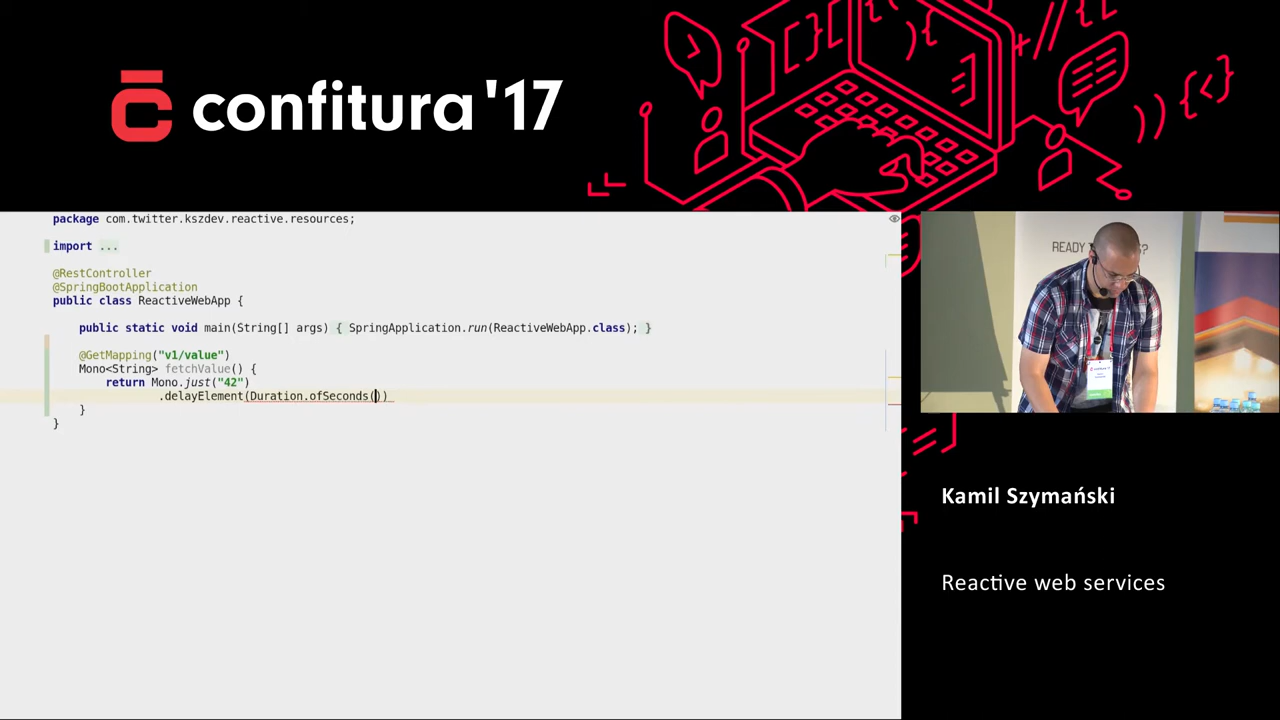 confitura '17
package com.twitter.kszdev.reactive.resources;
import ...
@RestController
@SpringBootApplication
public class ReactiveWebApp {
public static void main(String[] args) { SpringApplication.run(ReactiveWebApp.class); }
@GetMapping("v1/value")
Mono<String> fetchValue() {
return Mono.just("42")
.delayElement(Duration.ofSeconds())
}
}
READY
Kamil Szymański
Reactive web services